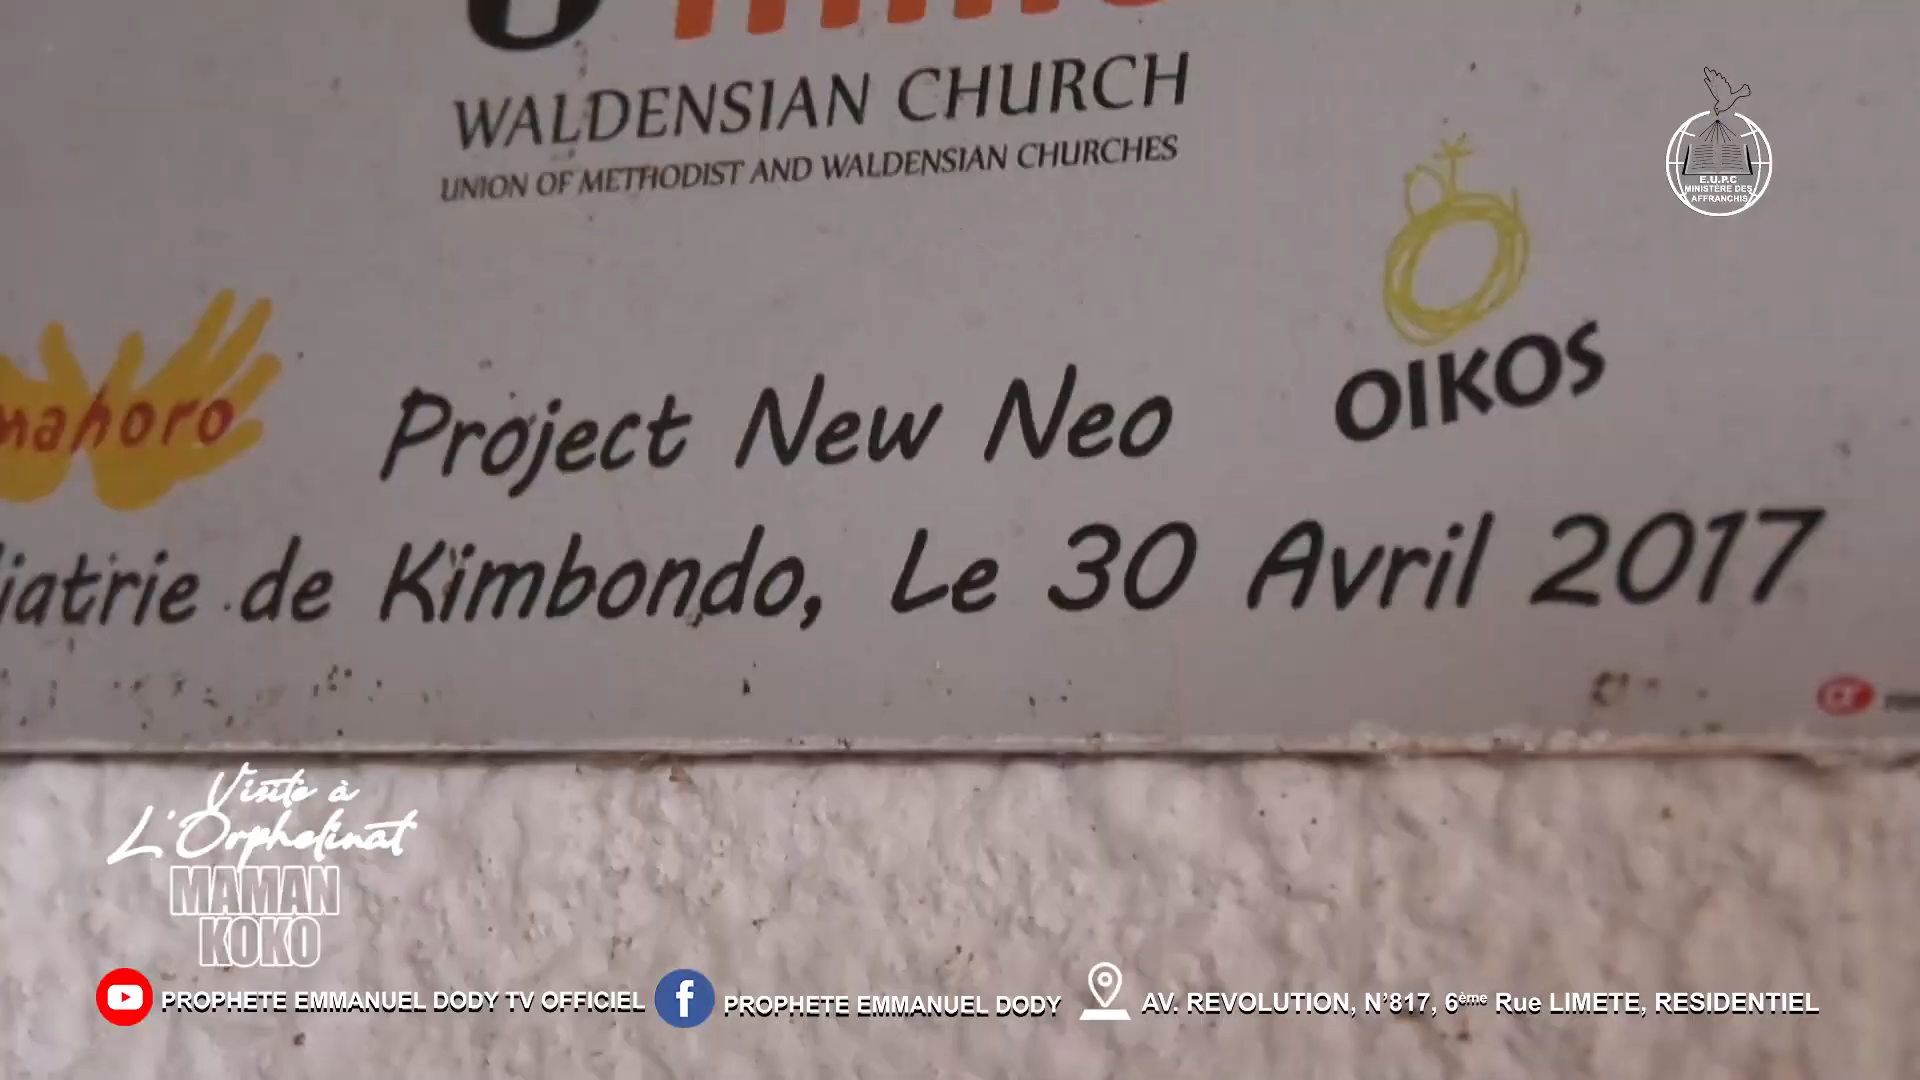 WALDENSIAN CHURCH
UNION OF METHODIST AND WALDENSIAN CHURCHES
E.U.P.C
MINISTÈRE DES
AFFRANCHIS
mahoro
Project New Neo
OIKOS
iatrie de Kimbondo, Le 30 Avril 2017
Visite à
L'Orphelinat
MAMAN
KOKO
PROPHETE EMMANUEL DODY TV OFFICIEL
PROPHETE EMMANUEL DODY
AV. REVOLUTION, N'817, 6ème Rue LIMETE, RESIDENTIEL